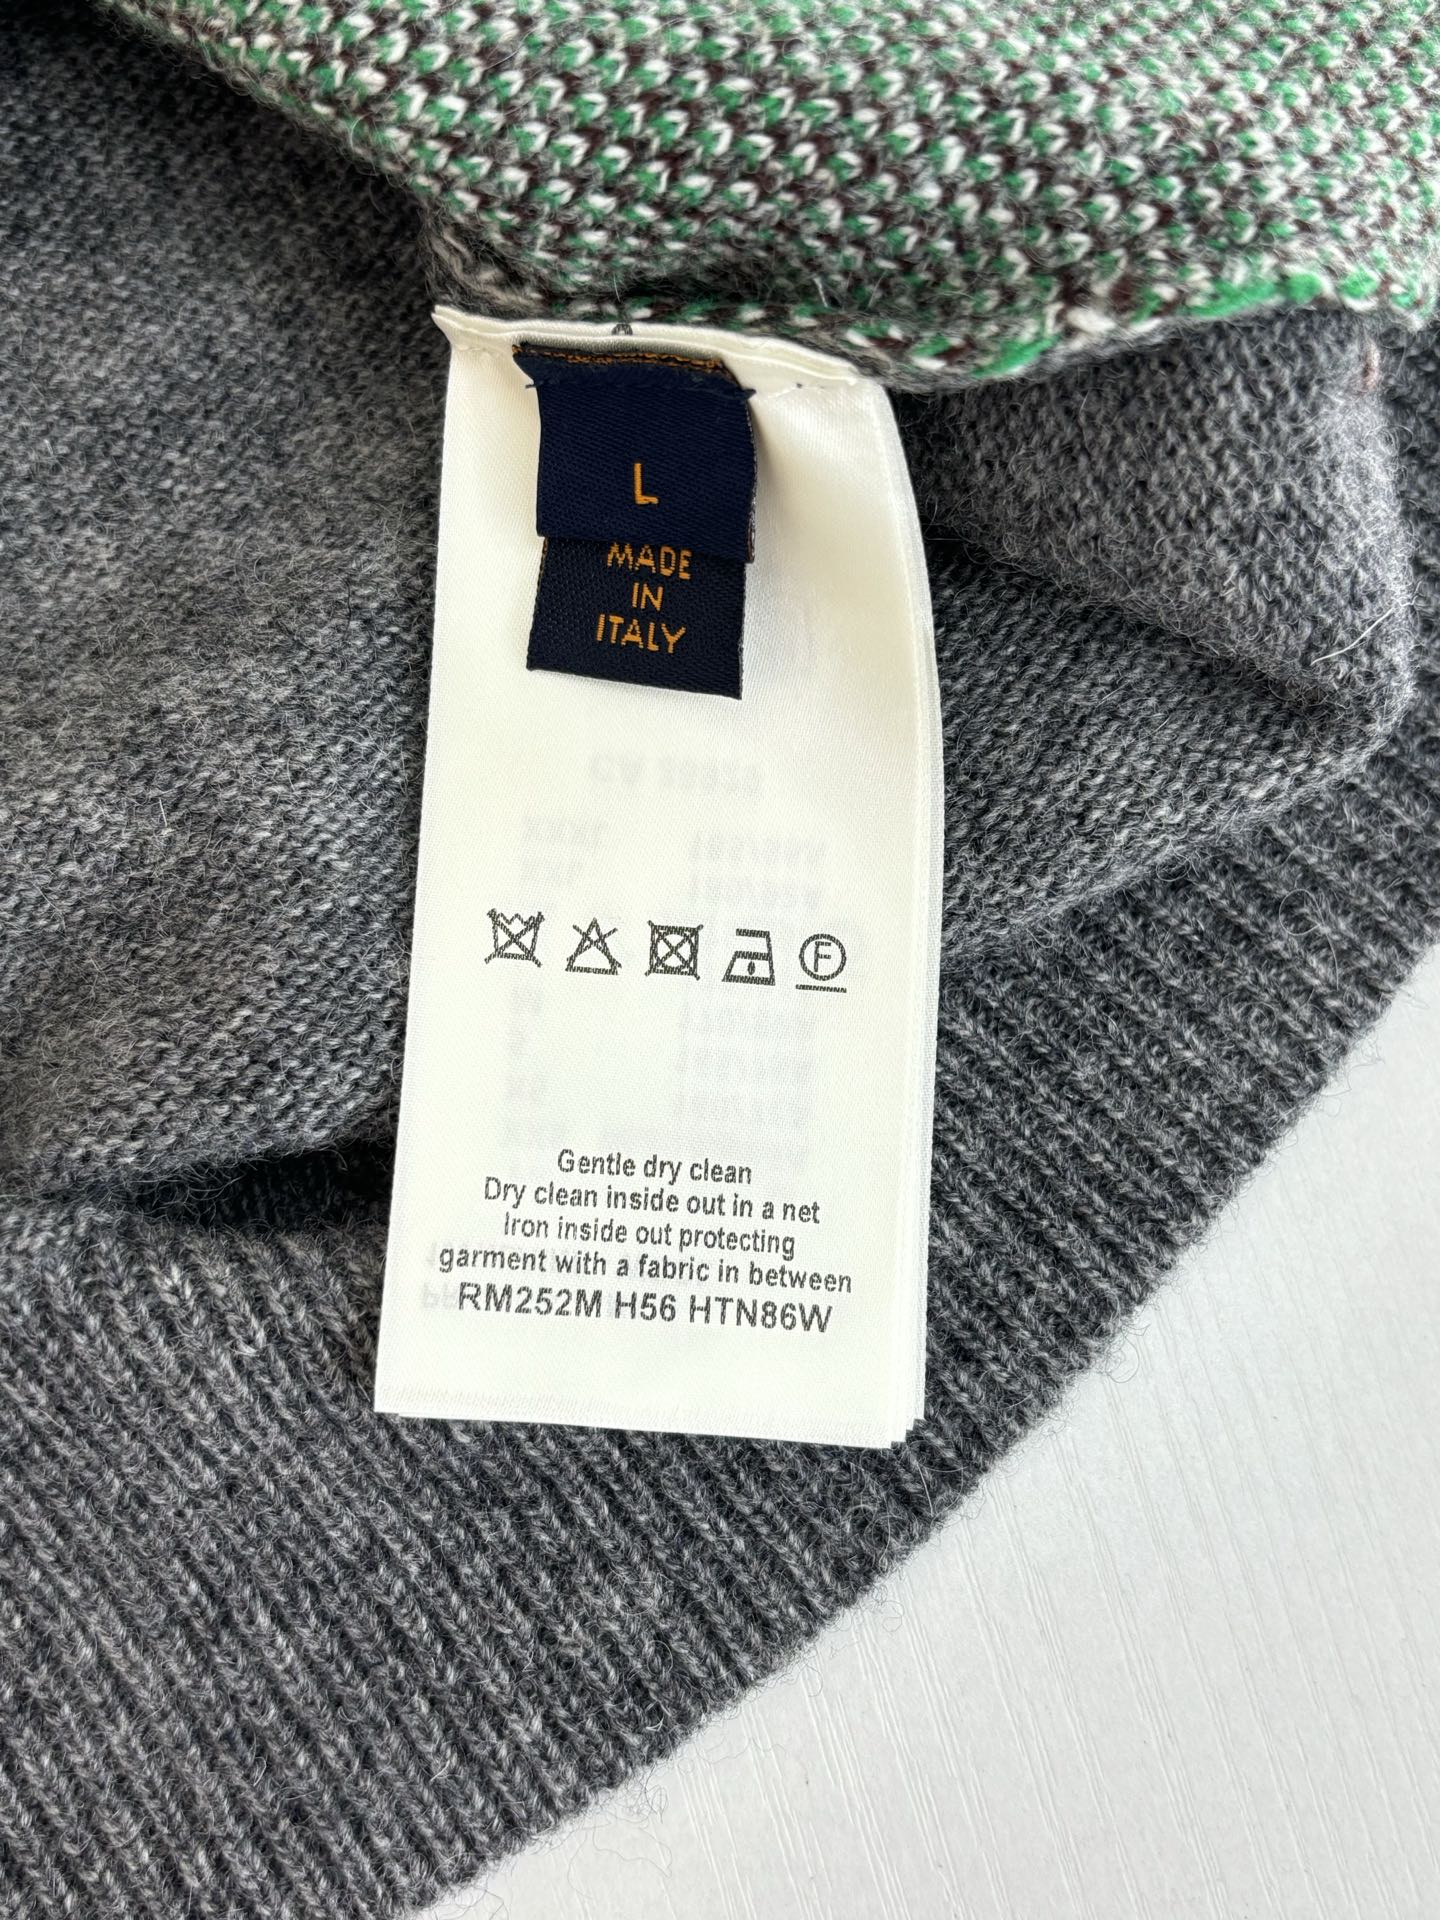 L
MADE
IN
ITALY
F
Gentle dry clean
Dry clean inside out in a net
Iron inside out protecting
garment with a fabric in between
RM252M H56 HTN86W